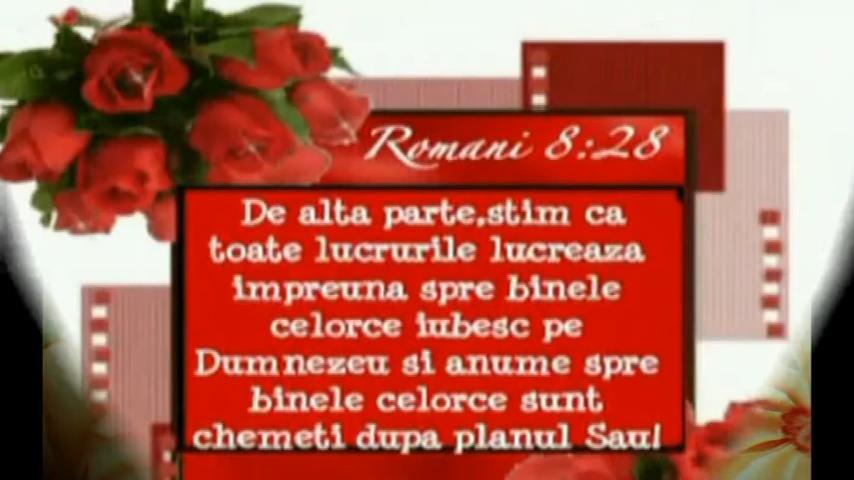 Romani 8:28
De alta parte,stim ca
toate lucrurile lucreaza
impreuna spre binele
celorce iubesc pe
Dumnezeu si anume spre
binele celorce sunt
chemeti dupa planul Sau!